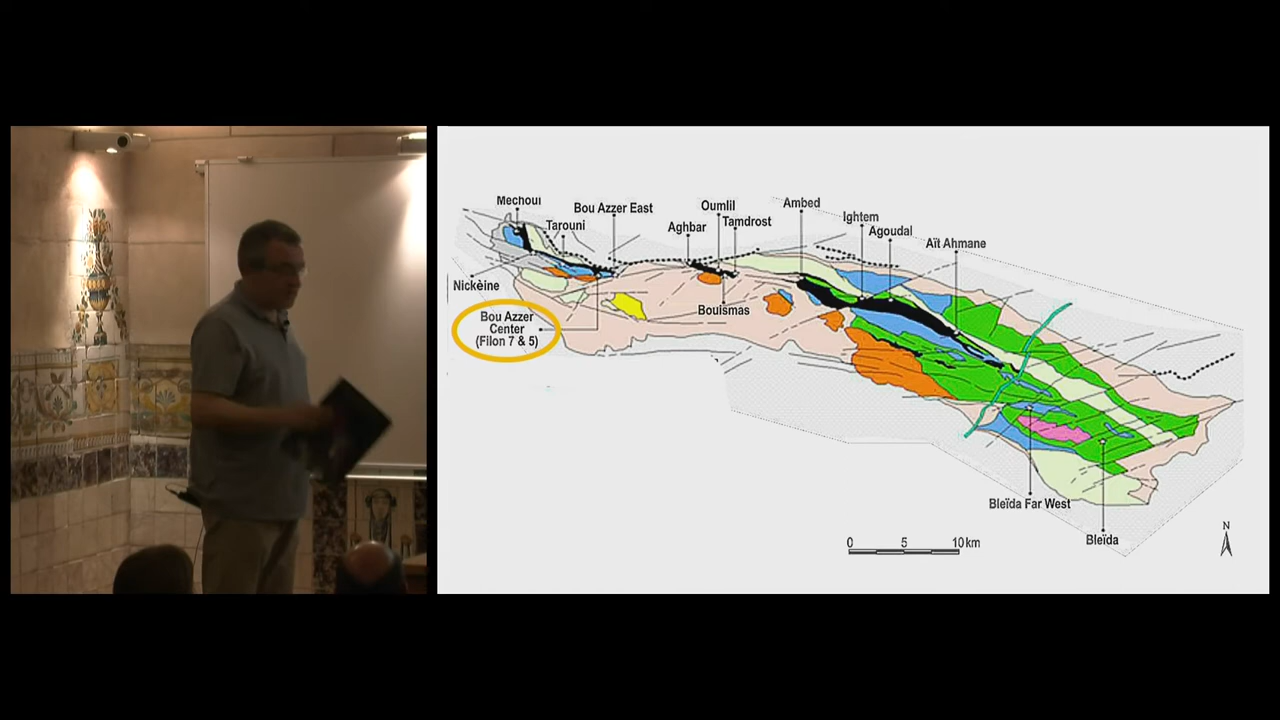 Mechoui
Tarouni
Bou Azzer East
Aghbar
Oumlil
Tamdrost
Ambed
Ightem
Agoudal
Aït Ahmane
Nickèine
Bou Azzer
Center
(Filon 7 & 5)
Bouismas
Bleïda Far West
Bleïda
0 5 10 km
N